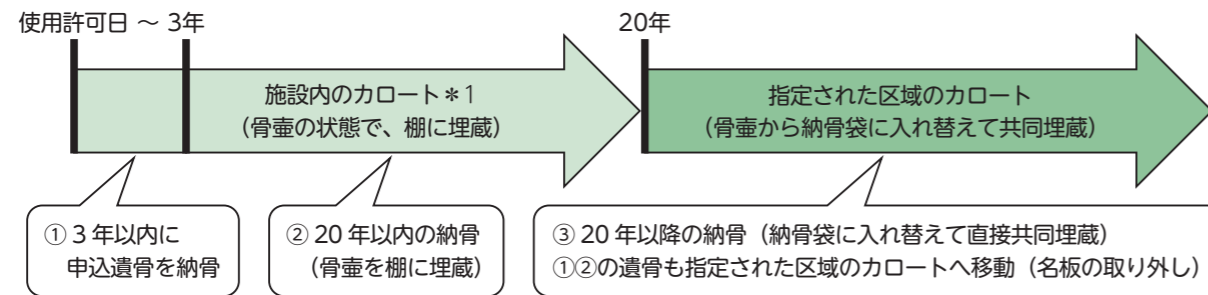 使用許可日 ～ 3年
20年
施設内のカロート＊1
（骨壷の状態で、棚に埋蔵）
指定された区域のカロート
（骨壷から納骨袋に入れ替えて共同埋蔵）
① 3 年以内に
申込遺骨を納骨
② 20 年以内の納骨
（骨壷を棚に埋蔵）
③ 20 年以降の納骨（納骨袋に入れ替えて直接共同埋蔵）
①②の遺骨も指定された区域のカロートへ移動（名板の取り外し）